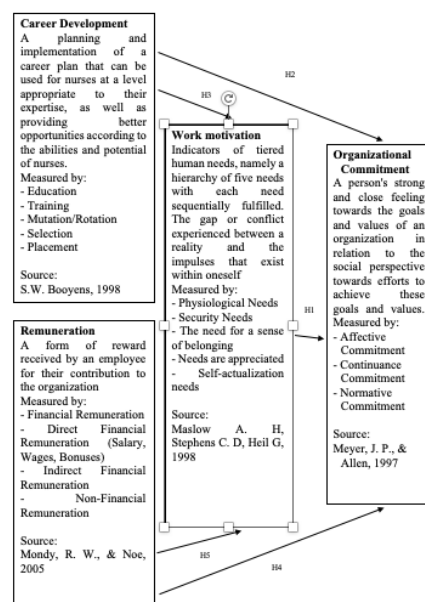 Career Development
A planning and
implementation of a
career plan that can be
used for nurses at a level
appropriate to their
expertise, as well as
providing better
opportunities according to
the abilities and potential
of nurses.
Measured by:
- Education
- Training
- Mutation/Rotation
- Selection
- Placement
Source:
S.W. Booyens, 1998
Remuneration
A form of reward
received by an employee
for their contribution to
the organization
Measured by:
- Financial Remuneration
- Direct Financial
Remuneration (Salary,
Wages, Bonuses)
- Indirect Financial
Remuneration
- Non-Financial
Remuneration
Source:
Mondy, R. W., & Noe,
2005
H2
H3
Work motivation
Indicators of tiered
human needs, namely a
hierarchy of five needs
with each need
sequentially fulfilled.
The gap or conflict
experienced between a
reality and the
impulses that exist
within oneself
Measured by:
- Physiological Needs
- Security Needs
- The need for a sense
of belonging
- Needs are appreciated
- Self-actualization
needs
Source:
Maslow A. H,
Stephens C. D, Heil G,
1998
H1
H5
H4
Organizational
Commitment
A person's strong
and close feeling
towards the goals
and values of an
organization in
relation to the
social perspective
towards efforts to
achieve these
goals and values.
Measured by:
- Affective
Commitment
- Continuance
Commitment
- Normative
Commitment
Source:
Meyer, J. P., &
Allen, 1997